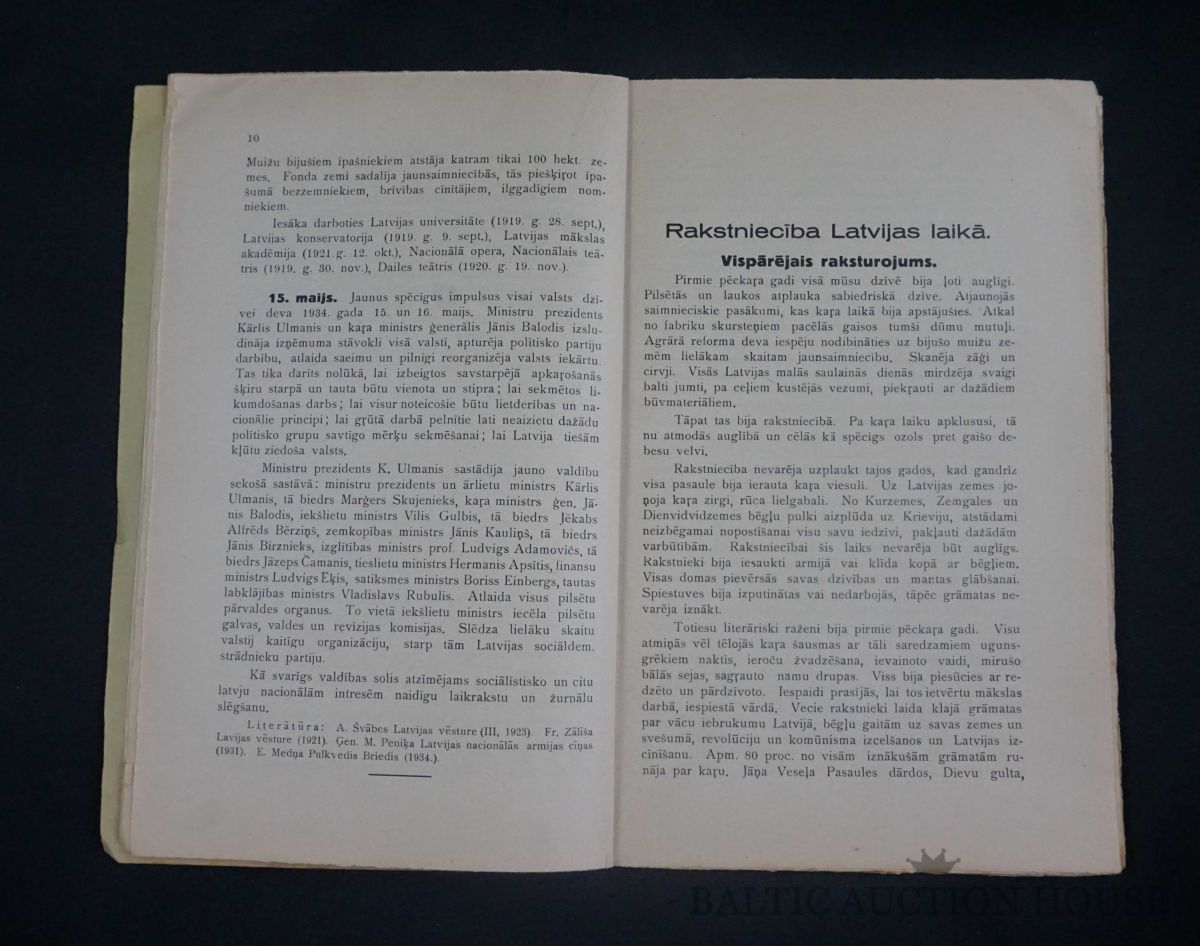 10
Muižu bijušiem īpašniekiem atstāja katram tikai 100 hekt. ze-
mes. Fonda zemi sadalīja jaunsaimniecībās, tās piešķiŗot īpa-
šumā bezzemniekiem, brīvības cīnītājiem, ilggadīgiem nom-
niekiem.
Iesāka darboties Latvijas universitāte (1919. g. 28. sept.),
Latvijas konservatorija (1919. g. 9. sept.), Latvijas mākslas
akadēmija (1921. g. 12. okt.), Nacionālā opera, Nacionālais teā-
tris (1919. g. 30. nov.), Dailes teātris (1920. g. 19. nov.).
15. maijs. Jaunus spēcīgus impulsus visai valsts dzī-
vei deva 1934. gada 15. un 16. maijs. Ministru prezidents
Kārlis Ulmanis un kaŗa ministrs ģenerālis Jānis Balodis izslu-
dināja izņēmuma stāvokli visā valstī, apturēja polītisko partiju
darbību, atlaida saeimu un pilnīgi reorganizēja valsts iekārtu.
Tas tika darīts nolūkā, lai izbeigtos savstarpējā apkaŗošanās
šķiru starpā un tauta būtu vienota un stipra; lai sekmētos li-
kumdošanas darbs; lai visur noteicošie būtu lietderības un na-
cionālie principi; lai gŗūtā darbā pelnītie lati neaizietu dažādu
polītisko grupu savtīgo mērķu sekmēšanai; lai Latvija tiešām
kļūtu ziedoša valsts.
Ministru prezidents K. Ulmanis sastādīja jauno valdību
sekošā sastāvā: ministru prezidents un ārlietu ministrs Kārlis
Ulmanis, tā biedrs Marģers Skujenieks, kaŗa ministrs ģen. Jā-
nis Balodis, iekšlietu ministrs Vilis Gulbis, tā biedrs Jēkabs
Alfrēds Bērziņš, zemkopības ministrs Jānis Kauliņš, tā biedrs
Jānis Birznieks, izglītības ministrs prof. Ludvigs Adamovičs, tā
biedrs Jāzeps Čamanis, tieslietu ministrs Hermanis Apsītis, finansu
ministrs Ludvigs Eķis, satiksmes ministrs Boriss Einbergs, tautas
labklājības ministrs Vladislavs Rubulis. Atlaida visus pilsētu
pārvaldes organus. To vietā iekšlietu ministrs iecēla pilsētu
galvas, valdes un revīzijas komisijas. Slēdza lielāku skaitu
valstij kaitīgu organizāciju, starp tām Latvijas sociāldem.
strādnieku partiju.
Kā svarīgs valdības solis atzīmējams sociālistisko un citu
latvju nacionālām intresēm naidīgu laikrakstu un žurnālu
slēgšanu.
Literātūra: A. Švābes Latvijas vēsture (III, 1923). Fr. Zālīša
Lavijas vēsture (1921). Ģen. M. Peniķa Latvijas nacionālās armijas cīņas
(1931). E. Medņa Pulkvedis Briedis (1934.).
Rakstniecība Latvijas laikā.
Vispārējais raksturojums.
Pirmie pēckaŗa gadi visā mūsu dzīvē bija ļoti auglīgi.
Pilsētās un laukos atplauka sabiedriskā dzīve. Atjaunojās
saimnieciskie pasākumi, kas kaŗa laikā bija apstājušies. Atkal
no fabriku skursteņiem pacēlās gaisos tumši dūmu mutuļi.
Agrārā reforma deva iespēju nodibināties uz bijušo muižu ze-
mēm lielākam skaitam jaunsaimniecību. Skanēja zāģi un
cirvji. Visās Latvijas malās saulainās dienās mirdzēja svaigi
balti jumti, pa ceļiem kustējās vezumi, piekŗauti ar dažādiem
būvmateriāliem.
Tāpat tas bija rakstniecībā. Pa kaŗa laiku apklususi, tā
nu atmodās auglībā un cēlās kā spēcīgs ozols pret gaišo de-
besu velvi.
Rakstniecība nevarēja uzplaukt tajos gados, kad gandrīz
visa pasaule bija ierauta kaŗa viesulī. Uz Latvijas zemes jo-
ņoja kaŗa zirgi, rūca lielgabali. No Kurzemes, Zemgales un
Dienvidvidzemes bēgļu pulki aizplūda uz Krieviju, atstādami
neizbēgamai nopostīšanai visu savu iedzīvi, pakļauti dažādām
varbūtībām. Rakstniecībai šis laiks nevarēja būt auglīgs.
Rakstnieki bija iesaukti armijā vai klīda kopā ar bēgļiem.
Visas domas pievērsās savas dzīvības un mantas glābšanai.
Spiestuves bija izputinātas vai nedarbojās, tāpēc grāmatas ne-
varēja iznākt.
Totiesu literāriski raženi bija pirmie pēckaŗa gadi. Visu
atmiņās vēl tēlojās kaŗa šausmas ar tāli saredzamiem uguns-
grēkiem naktīs, ieroču žvadzēšana, ievainoto vaidi, mirušo
bālās sejas, sagŗauto namu drupas. Viss bija piesūcies ar re-
dzēto un pārdzīvoto. Iespaidi prasījās, lai tos ietvērtu mākslas
darbā, iespiestā vārdā. Vecie rakstnieki laida klajā grāmatas
par vācu iebrukumu Latvijā, bēgļu gaitām uz savas zemes un
svešumā, revolūciju un komūnisma izcelšanos un Latvijas iz-
cīnīšanu. Apm. 80 proc. no visām iznākušām grāmatām ru-
nāja par kaŗu. Jāņa Veseļa Pasaules dārdos, Dievu gulta,
BALTIC AUCTION HOUSE